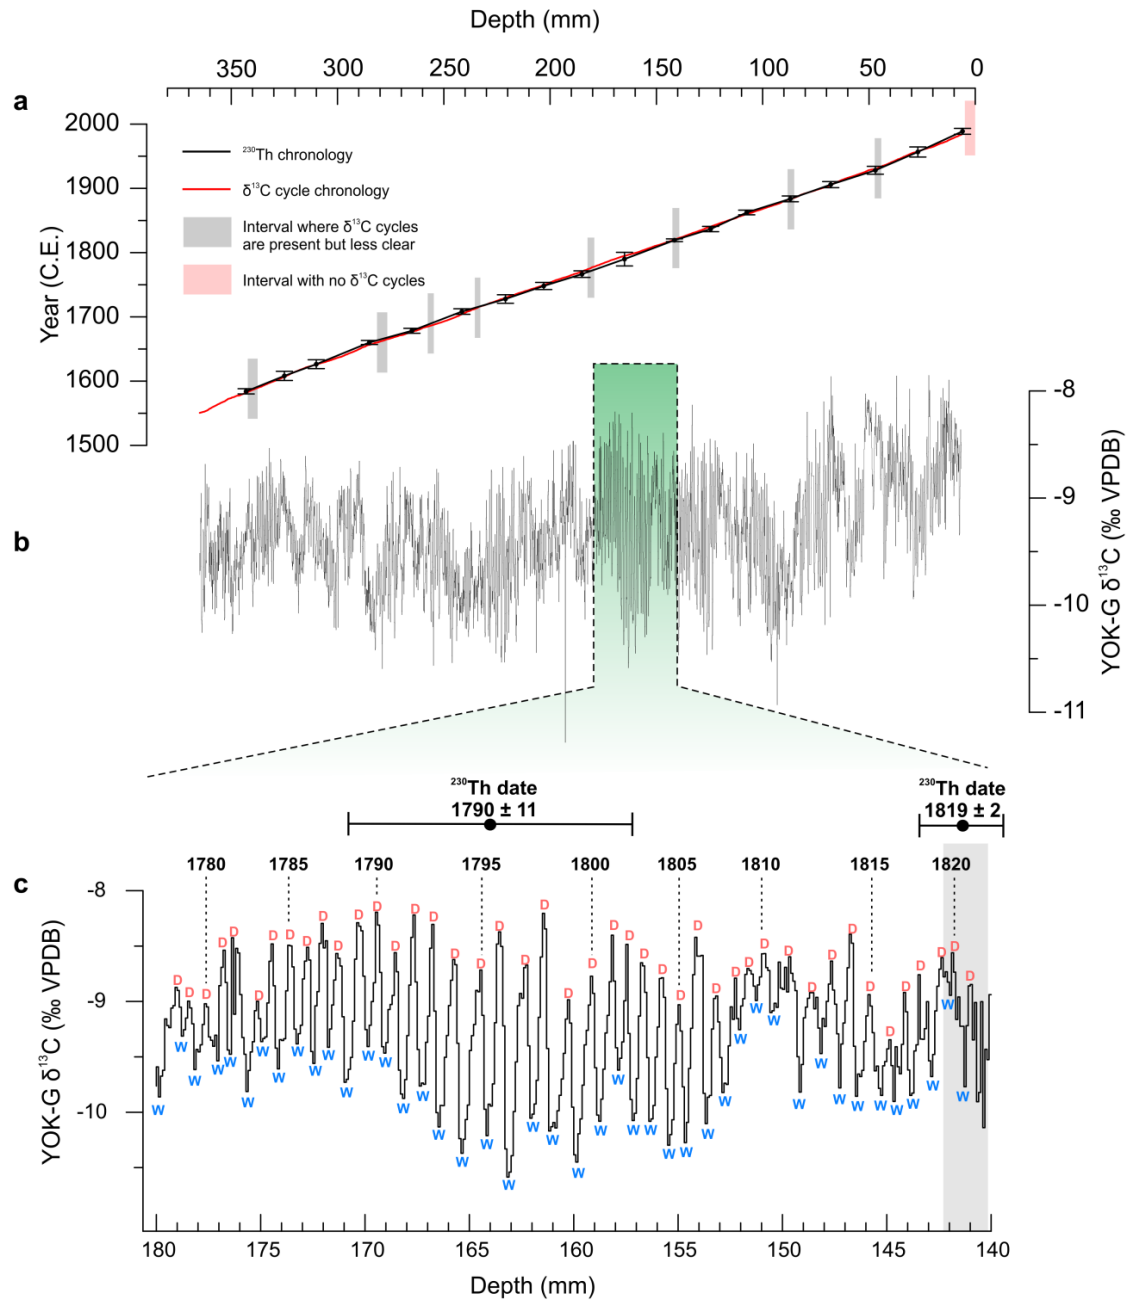 Depth (mm)
350 300 250 200 150 100 50 0
a
2000
1900
1800
1700
1600
1500
Year (C.E.)
²³⁰Th chronology
δ¹³C cycle chronology
Interval where δ¹³C cycles
are present but less clear
Interval with no δ¹³C cycles
b
-8
-9
-10
-11
YOK-G δ¹³C (‰ VPDB)
²³⁰Th date
1790 ± 11
²³⁰Th date
1819 ± 2
c
1780 1785 1790 1795 1800 1805 1810 1815 1820
-8
-9
-10
YOK-G δ¹³C (‰ VPDB)
D D D D D D D D D D D D D D D D D D D D D D D D D D D D D D D D D D D D D D D D D D
W W W W W W W W W W W W W W W W W W W W W W W W W W W W W W W W W W W W W W W W
180 175 170 165 160 155 150 145 140
Depth (mm)